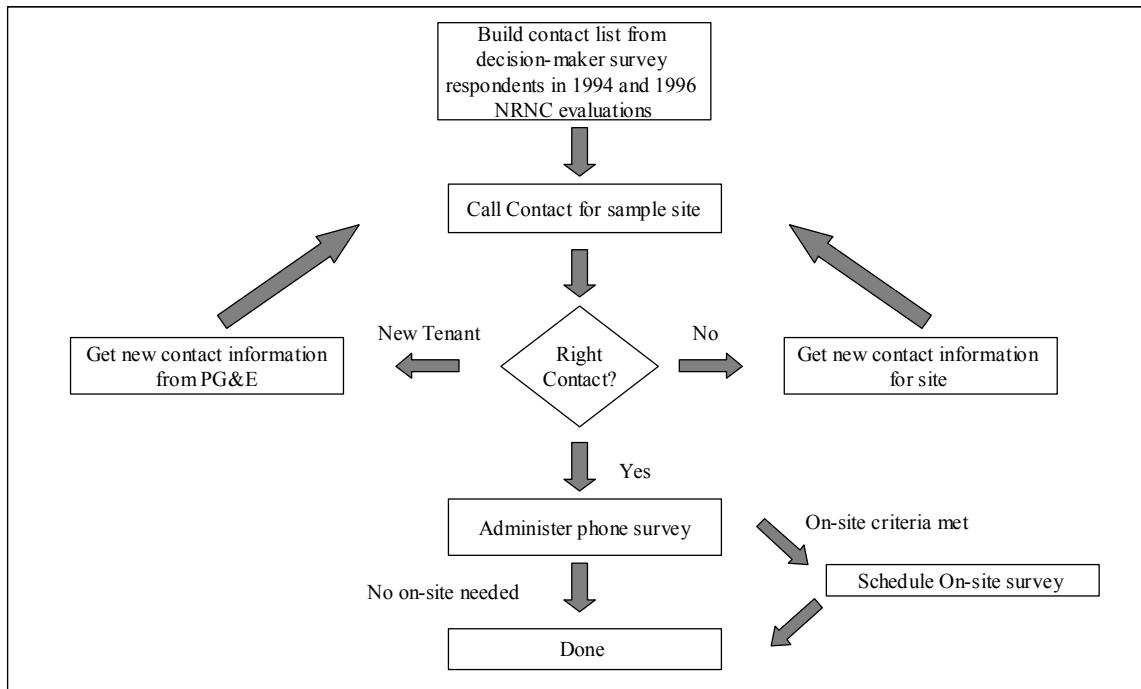 Build contact list from
decision-maker survey
respondents in 1994 and 1996
NRNC evaluations
Call Contact for sample site
New Tenant
No
Get new contact information
from PG&E
Right
Contact?
Get new contact information
for site
Yes
Administer phone survey
On-site criteria met
No on-site needed
Schedule On-site survey
Done